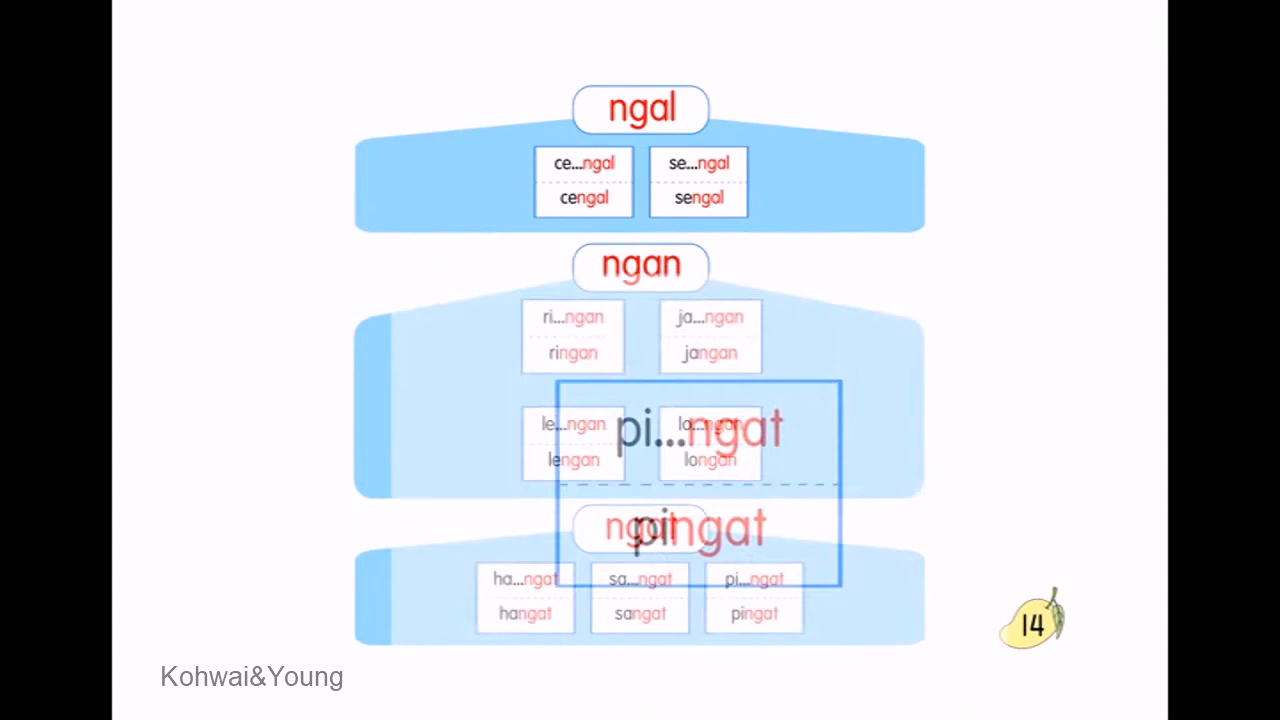 ngal
ce...ngal se...ngal
cengal sengal
ngan
ri...ngan ja...ngan
ringan jangan
le...ngan lo...ngan
lengan longan
pi...ngat
pingat
ngat
ha...ngat sa...ngat pi...ngat
hangat sangat pingat
14
Kohwai&Young